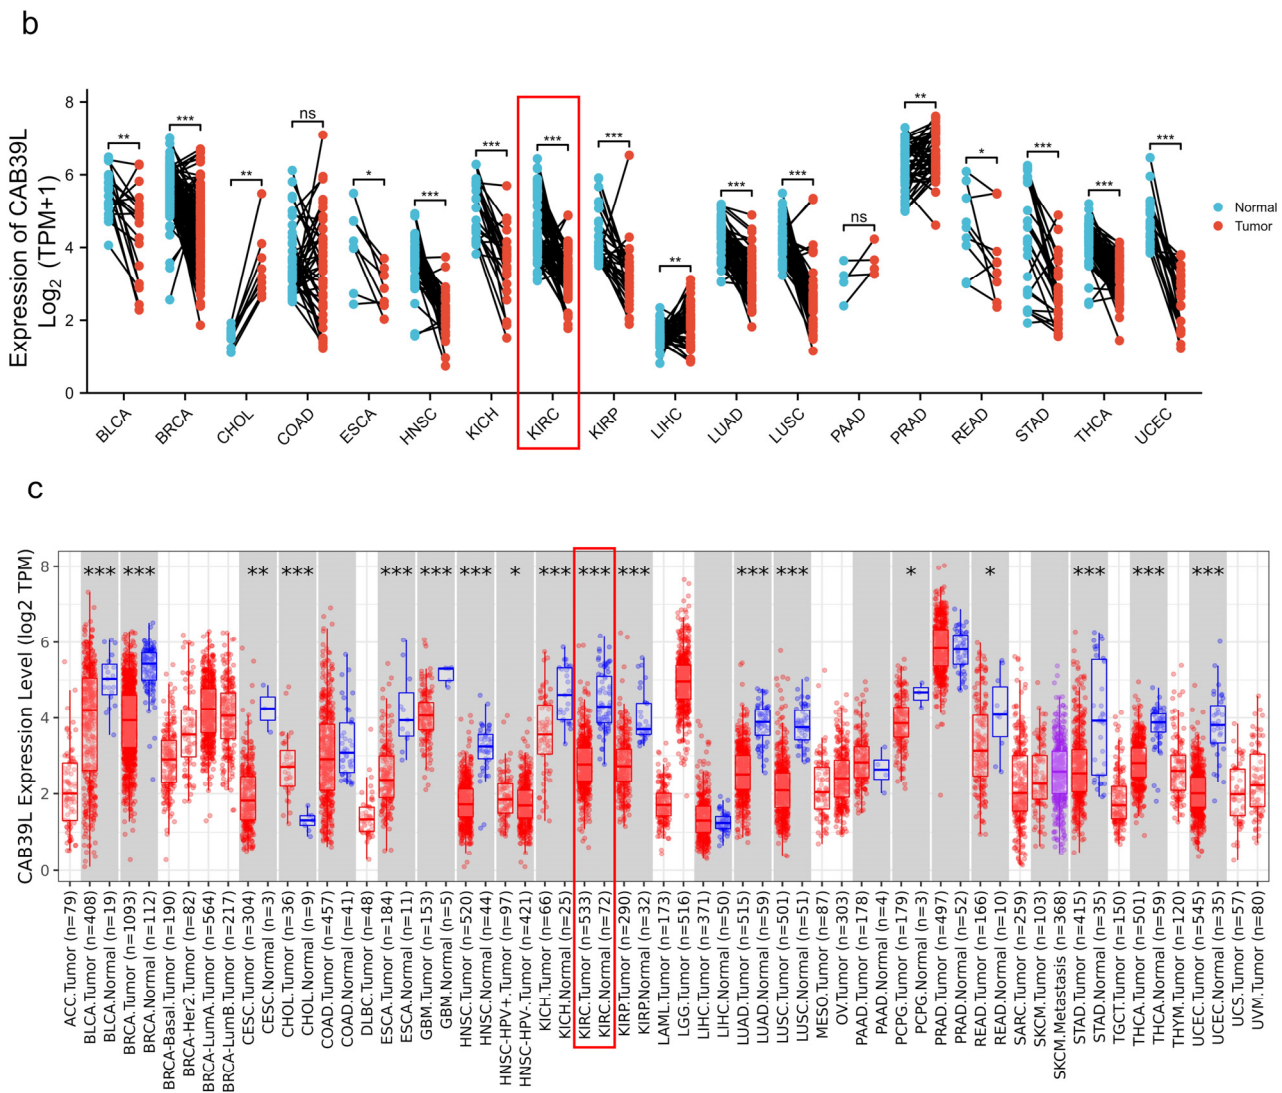 b
Expression of CAB39L
Log2 (TPM+1)
8
6
4
2
0
** *** ** ns * *** *** *** *** ** *** *** ns ** * *** *** ***
Normal
Tumor
BLCA BRCA CHOL COAD ESCA HNSC KICH KIRC KIRP LIHC LUAD LUSC PAAD PRAD READ STAD THCA UCEC
c
CAB39L Expression Level (log2 TPM)
8
6
4
2
0
*** *** ** *** *** *** *** * *** *** *** *** *** * * *** *** ***
ACC.Tumor (n=79)
BLCA.Tumor (n=408)
BLCA.Normal (n=19)
BRCA.Tumor (n=1093)
BRCA.Normal (n=112)
BRCA-Basal.Tumor (n=190)
BRCA-Her2.Tumor (n=82)
BRCA-LumA.Tumor (n=564)
BRCA-LumB.Tumor (n=217)
CESC.Tumor (n=304)
CESC.Normal (n=3)
CHOL.Tumor (n=36)
CHOL.Normal (n=9)
COAD.Tumor (n=457)
COAD.Normal (n=41)
DLBC.Tumor (n=48)
ESCA.Tumor (n=184)
ESCA.Normal (n=11)
GBM.Tumor (n=153)
GBM.Normal (n=5)
HNSC.Tumor (n=520)
HNSC.Normal (n=44)
HNSC-HPV+.Tumor (n=97)
HNSC-HPV-.Tumor (n=421)
KICH.Tumor (n=66)
KICH.Normal (n=25)
KIRC.Tumor (n=533)
KIRC.Normal (n=72)
KIRP.Tumor (n=290)
KIRP.Normal (n=32)
LAML.Tumor (n=173)
LGG.Tumor (n=516)
LIHC.Tumor (n=371)
LIHC.Normal (n=50)
LUAD.Tumor (n=515)
LUAD.Normal (n=59)
LUSC.Tumor (n=501)
LUSC.Normal (n=51)
MESO.Tumor (n=87)
OV.Tumor (n=303)
PAAD.Tumor (n=178)
PAAD.Normal (n=4)
PCPG.Tumor (n=179)
PCPG.Normal (n=3)
PRAD.Tumor (n=497)
PRAD.Normal (n=52)
READ.Tumor (n=166)
READ.Normal (n=10)
SARC.Tumor (n=259)
SKCM.Tumor (n=103)
SKCM.Metastasis (n=368)
STAD.Tumor (n=415)
STAD.Normal (n=35)
TGCT.Tumor (n=150)
THCA.Tumor (n=501)
THCA.Normal (n=59)
THYM.Tumor (n=120)
UCEC.Tumor (n=545)
UCEC.Normal (n=35)
UCS.Tumor (n=57)
UVM.Tumor (n=80)